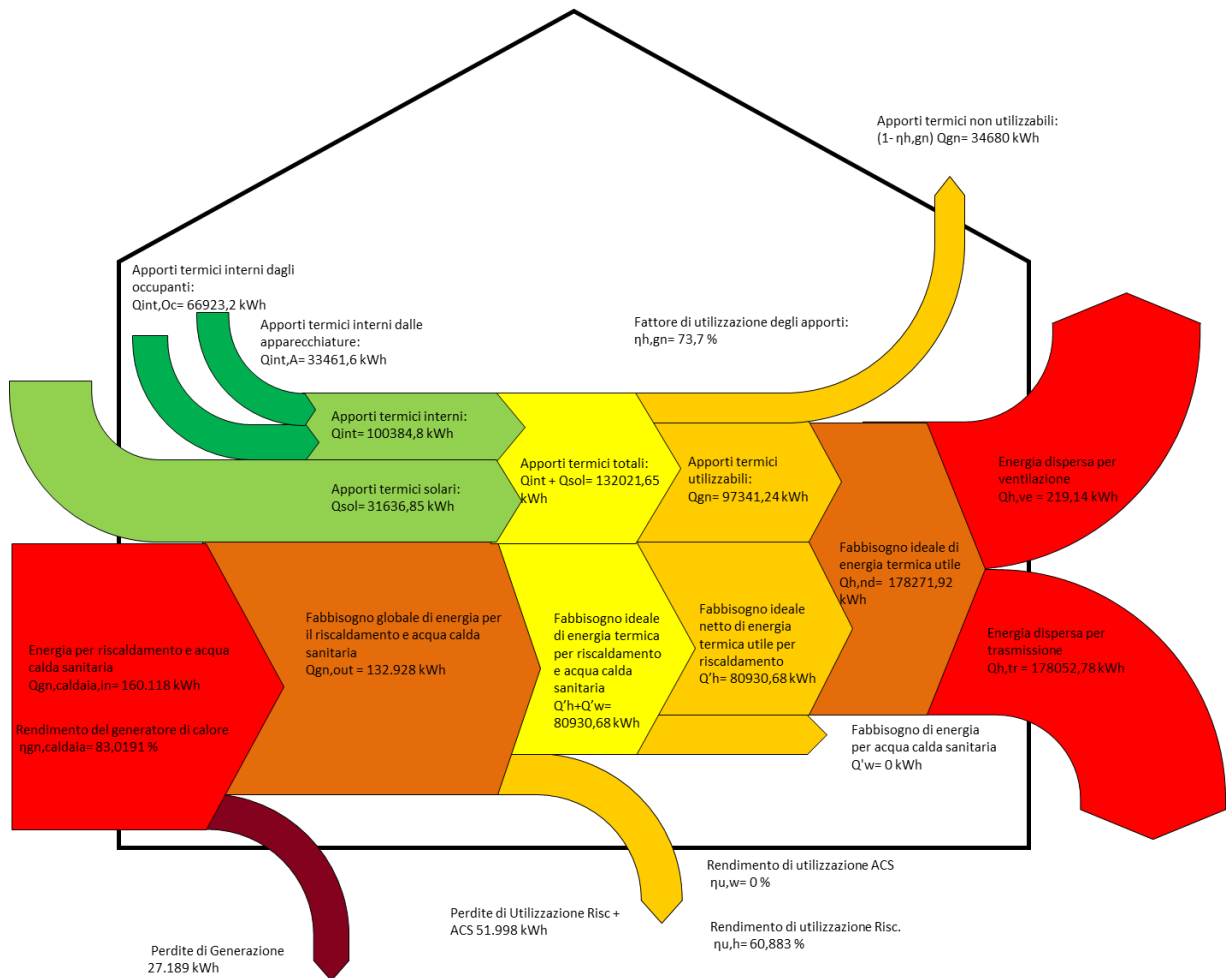 Apporti termici non utilizzabili:
(1- ηh,gn) Qgn= 34680 kWh
Apporti termici interni dagli
occupanti:
Qint,Oc= 66923,2 kWh
Apporti termici interni dalle
apparecchiature:
Qint,A= 33461,6 kWh
Fattore di utilizzazione degli apporti:
ηh,gn= 73,7 %
Apporti termici interni:
Qint= 100384,8 kWh
Apporti termici solari:
Qsol= 31636,85 kWh
Apporti termici totali:
Qint + Qsol= 132021,65
kWh
Apporti termici
utilizzabili:
Qgn= 97341,24 kWh
Energia dispersa per
ventilazione
Qh,ve = 219,14 kWh
Fabbisogno ideale di
energia termica utile
Qh,nd= 178271,92
kWh
Energia per riscaldamento e acqua
calda sanitaria
Qgn,caldaia,in= 160.118 kWh
Rendimento del generatore di calore
ηgn,caldaia= 83,0191 %
Fabbisogno globale di energia per
il riscaldamento e acqua calda
sanitaria
Qgn,out = 132.928 kWh
Fabbisogno ideale
di energia termica
per riscaldamento
e acqua calda
sanitaria
Q'h+Q'w=
80930,68 kWh
Fabbisogno ideale
netto di energia
termica utile per
riscaldamento
Q'h= 80930,68 kWh
Energia dispersa per
trasmissione
Qh,tr = 178052,78 kWh
Fabbisogno di energia
per acqua calda sanitaria
Q'w= 0 kWh
Rendimento di utilizzazione ACS
ηu,w= 0 %
Perdite di Utilizzazione Risc +
ACS 51.998 kWh
Rendimento di utilizzazione Risc.
ηu,h= 60,883 %
Perdite di Generazione
27.189 kWh